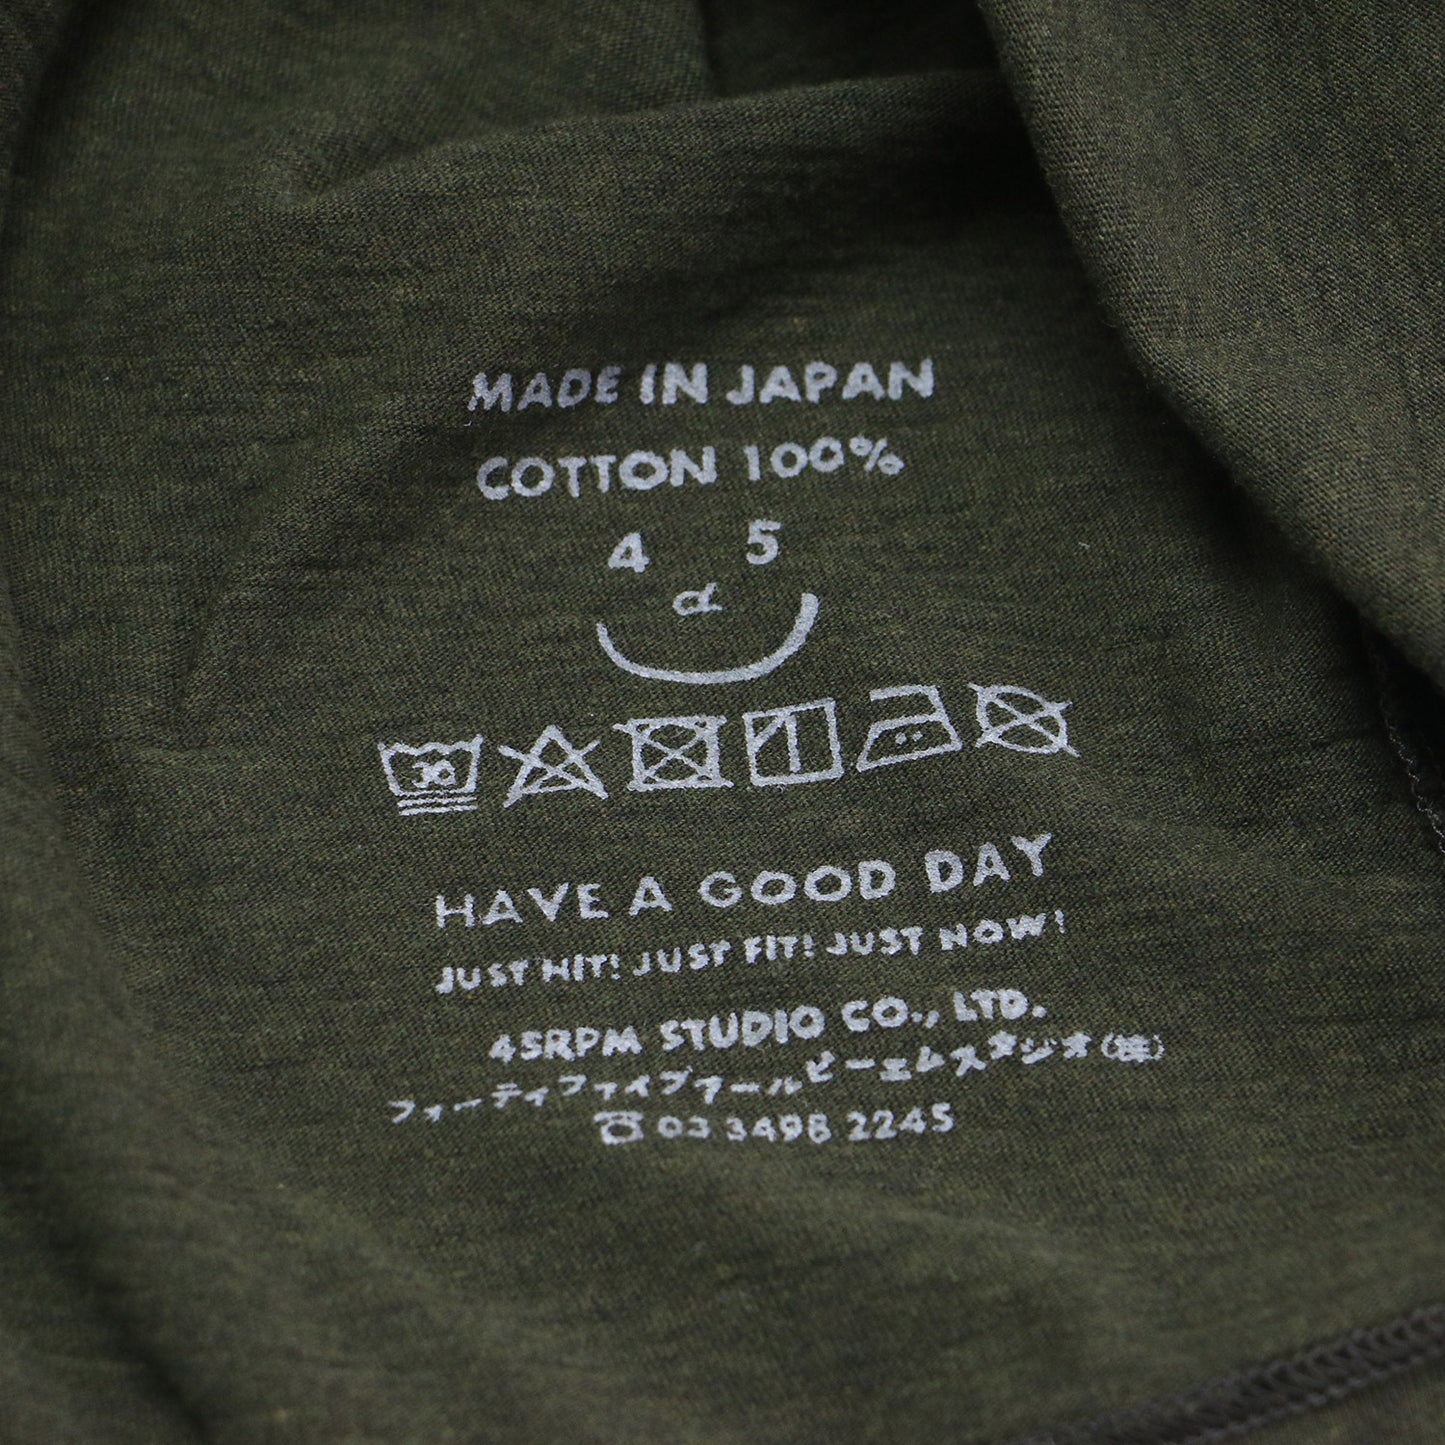 MADE IN JAPAN
COTTON 100%
4 5
d
30
HAVE A GOOD DAY
JUST HIT! JUST FIT! JUST NOW!
45RPM STUDIO CO., LTD.
フォーティファイブアールピーエムスタジオ(株)
☎03 3498 2245